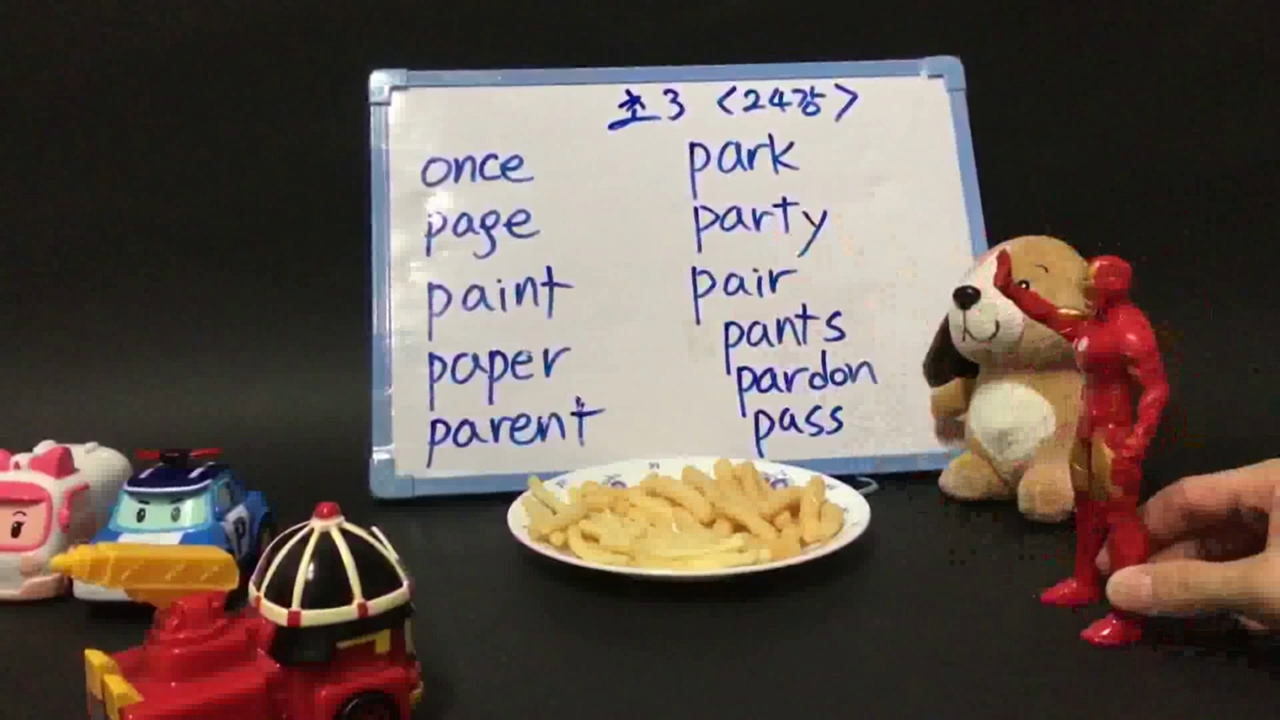 초3 <24강>
once
page
paint
paper
parent
park
party
pair
pants
pardon
pass
P